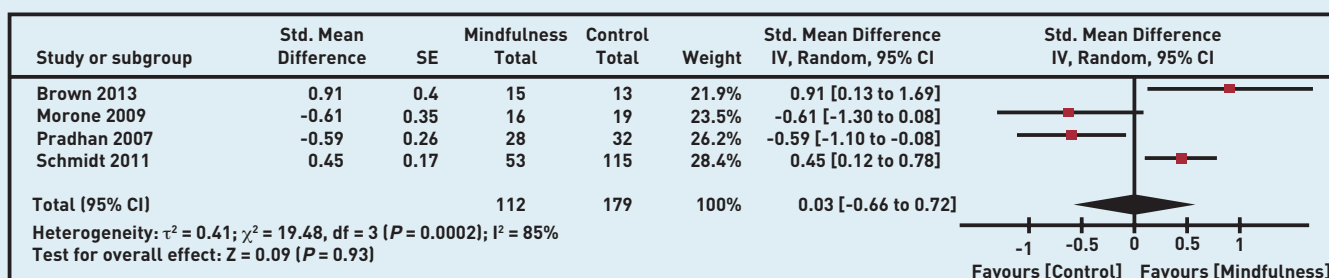 Std. Mean Mindfulness Control Std. Mean Difference Std. Mean Difference
Study or subgroup Difference SE Total Total Weight IV, Random, 95% CI IV, Random, 95% CI
Brown 2013 0.91 0.4 15 13 21.9% 0.91 [0.13 to 1.69]
Morone 2009 -0.61 0.35 16 19 23.5% -0.61 [-1.30 to 0.08]
Pradhan 2007 -0.59 0.26 28 32 26.2% -0.59 [-1.10 to -0.08]
Schmidt 2011 0.45 0.17 53 115 28.4% 0.45 [0.12 to 0.78]
Total (95% CI) 112 179 100% 0.03 [-0.66 to 0.72]
Heterogeneity: τ² = 0.41; χ² = 19.48, df = 3 (P = 0.0002); I² = 85%
Test for overall effect: Z = 0.09 (P = 0.93)
-1 -0.5 0 0.5 1
Favours [Control] Favours [Mindfulness]